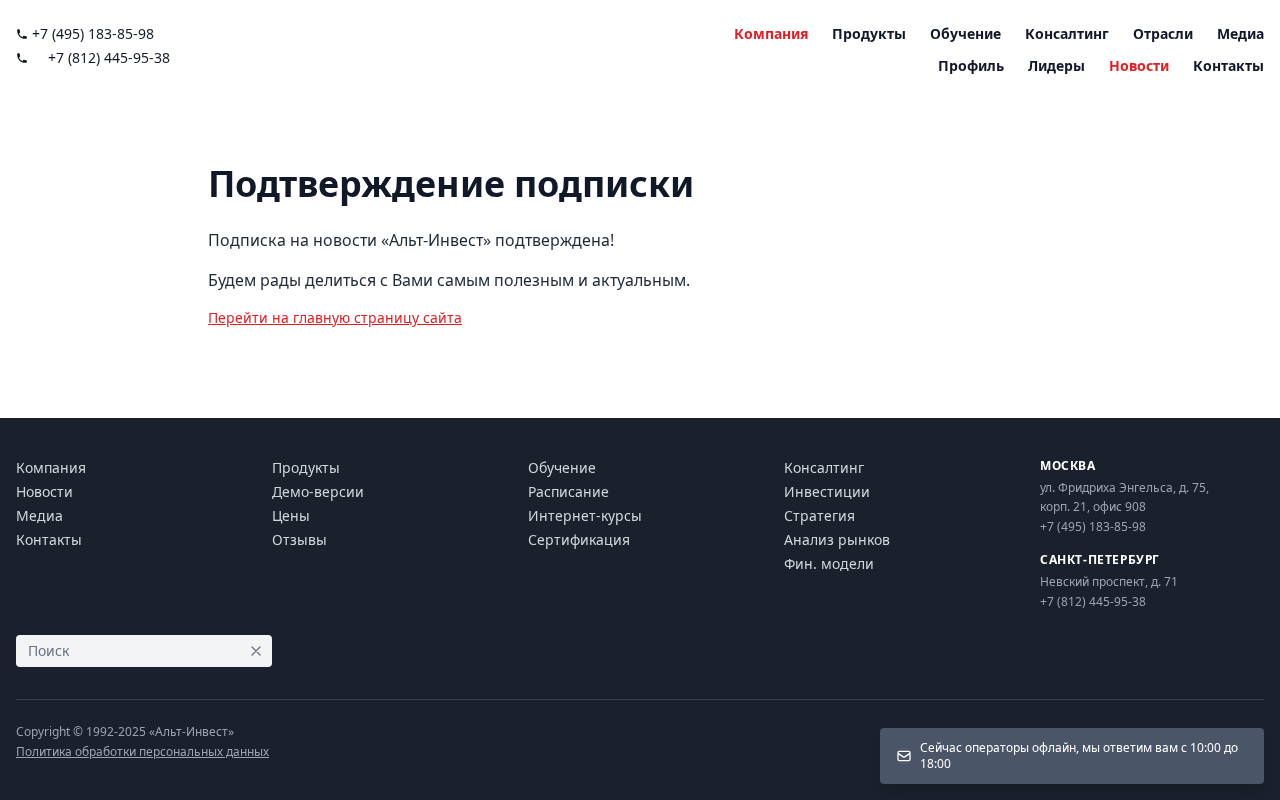 +7 (495) 183-85-98
+7 (812) 445-95-38
Компания Продукты Обучение Консалтинг Отрасли Медиа
Профиль Лидеры Новости Контакты
Подтверждение подписки
Подписка на новости «Альт-Инвест» подтверждена!
Будем рады делиться с Вами самым полезным и актуальным.
Перейти на главную страницу сайта
Компания
Новости
Медиа
Контакты
Продукты
Демо-версии
Цены
Отзывы
Обучение
Расписание
Интернет-курсы
Сертификация
Консалтинг
Инвестиции
Стратегия
Анализ рынков
Фин. модели
МОСКВА
ул. Фридриха Энгельса, д. 75,
корп. 21, офис 908
+7 (495) 183-85-98
САНКТ-ПЕТЕРБУРГ
Невский проспект, д. 71
+7 (812) 445-95-38
Поиск
Copyright © 1992-2025 «Альт-Инвест»
Политика обработки персональных данных
Сейчас операторы офлайн, мы ответим вам с 10:00 до
18:00